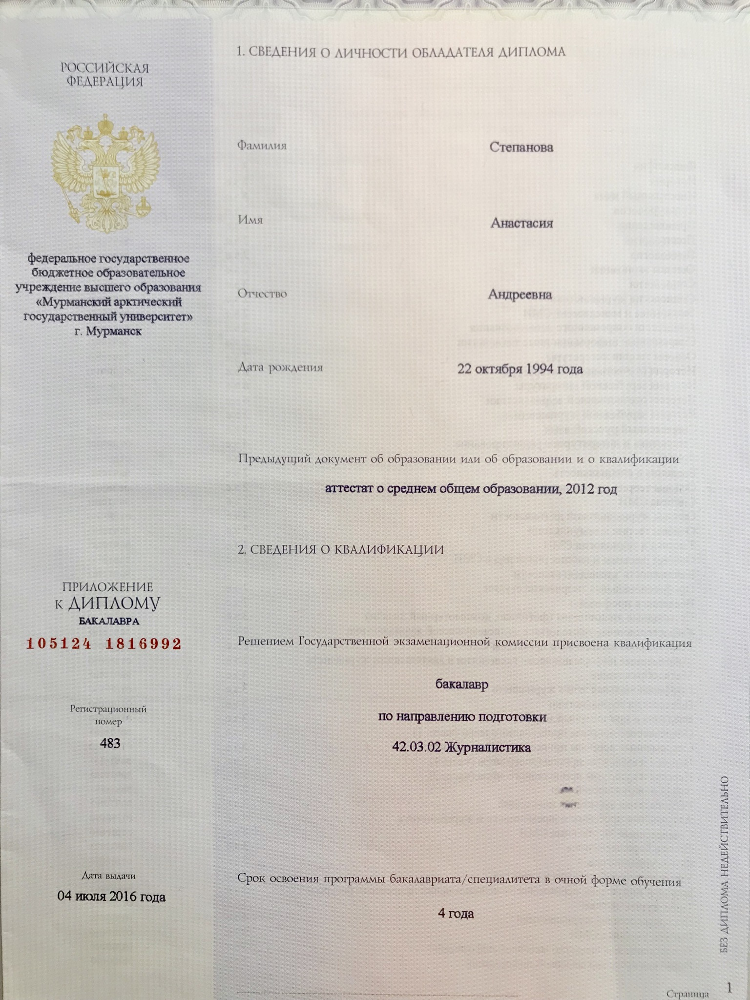 РОССИЙСКАЯ
ФЕДЕРАЦИЯ
федеральное государственное
бюджетное образовательное
учреждение высшего образования
«Мурманский арктический
государственный университет»
г. Мурманск
ПРИЛОЖЕНИЕ
к ДИПЛОМУ
БАКАЛАВРА
105124 1816992
Регистрационный
номер
483
Дата выдачи
04 июля 2016 года
1. СВЕДЕНИЯ О ЛИЧНОСТИ ОБЛАДАТЕЛЯ ДИПЛОМА
Фамилия Степанова
Имя Анастасия
Отчество Андреевна
Дата рождения 22 октября 1994 года
Предыдущий документ об образовании или об образовании и о квалификации
аттестат о среднем общем образовании, 2012 год
2. СВЕДЕНИЯ О КВАЛИФИКАЦИИ
Решением Государственной экзаменационной комиссии присвоена квалификация
бакалавр
по направлению подготовки
42.03.02 Журналистика
Срок освоения программы бакалавриата/специалитета в очной форме обучения
4 года
БЕЗ ДИПЛОМА НЕДЕЙСТВИТЕЛЬНО
Страница 1